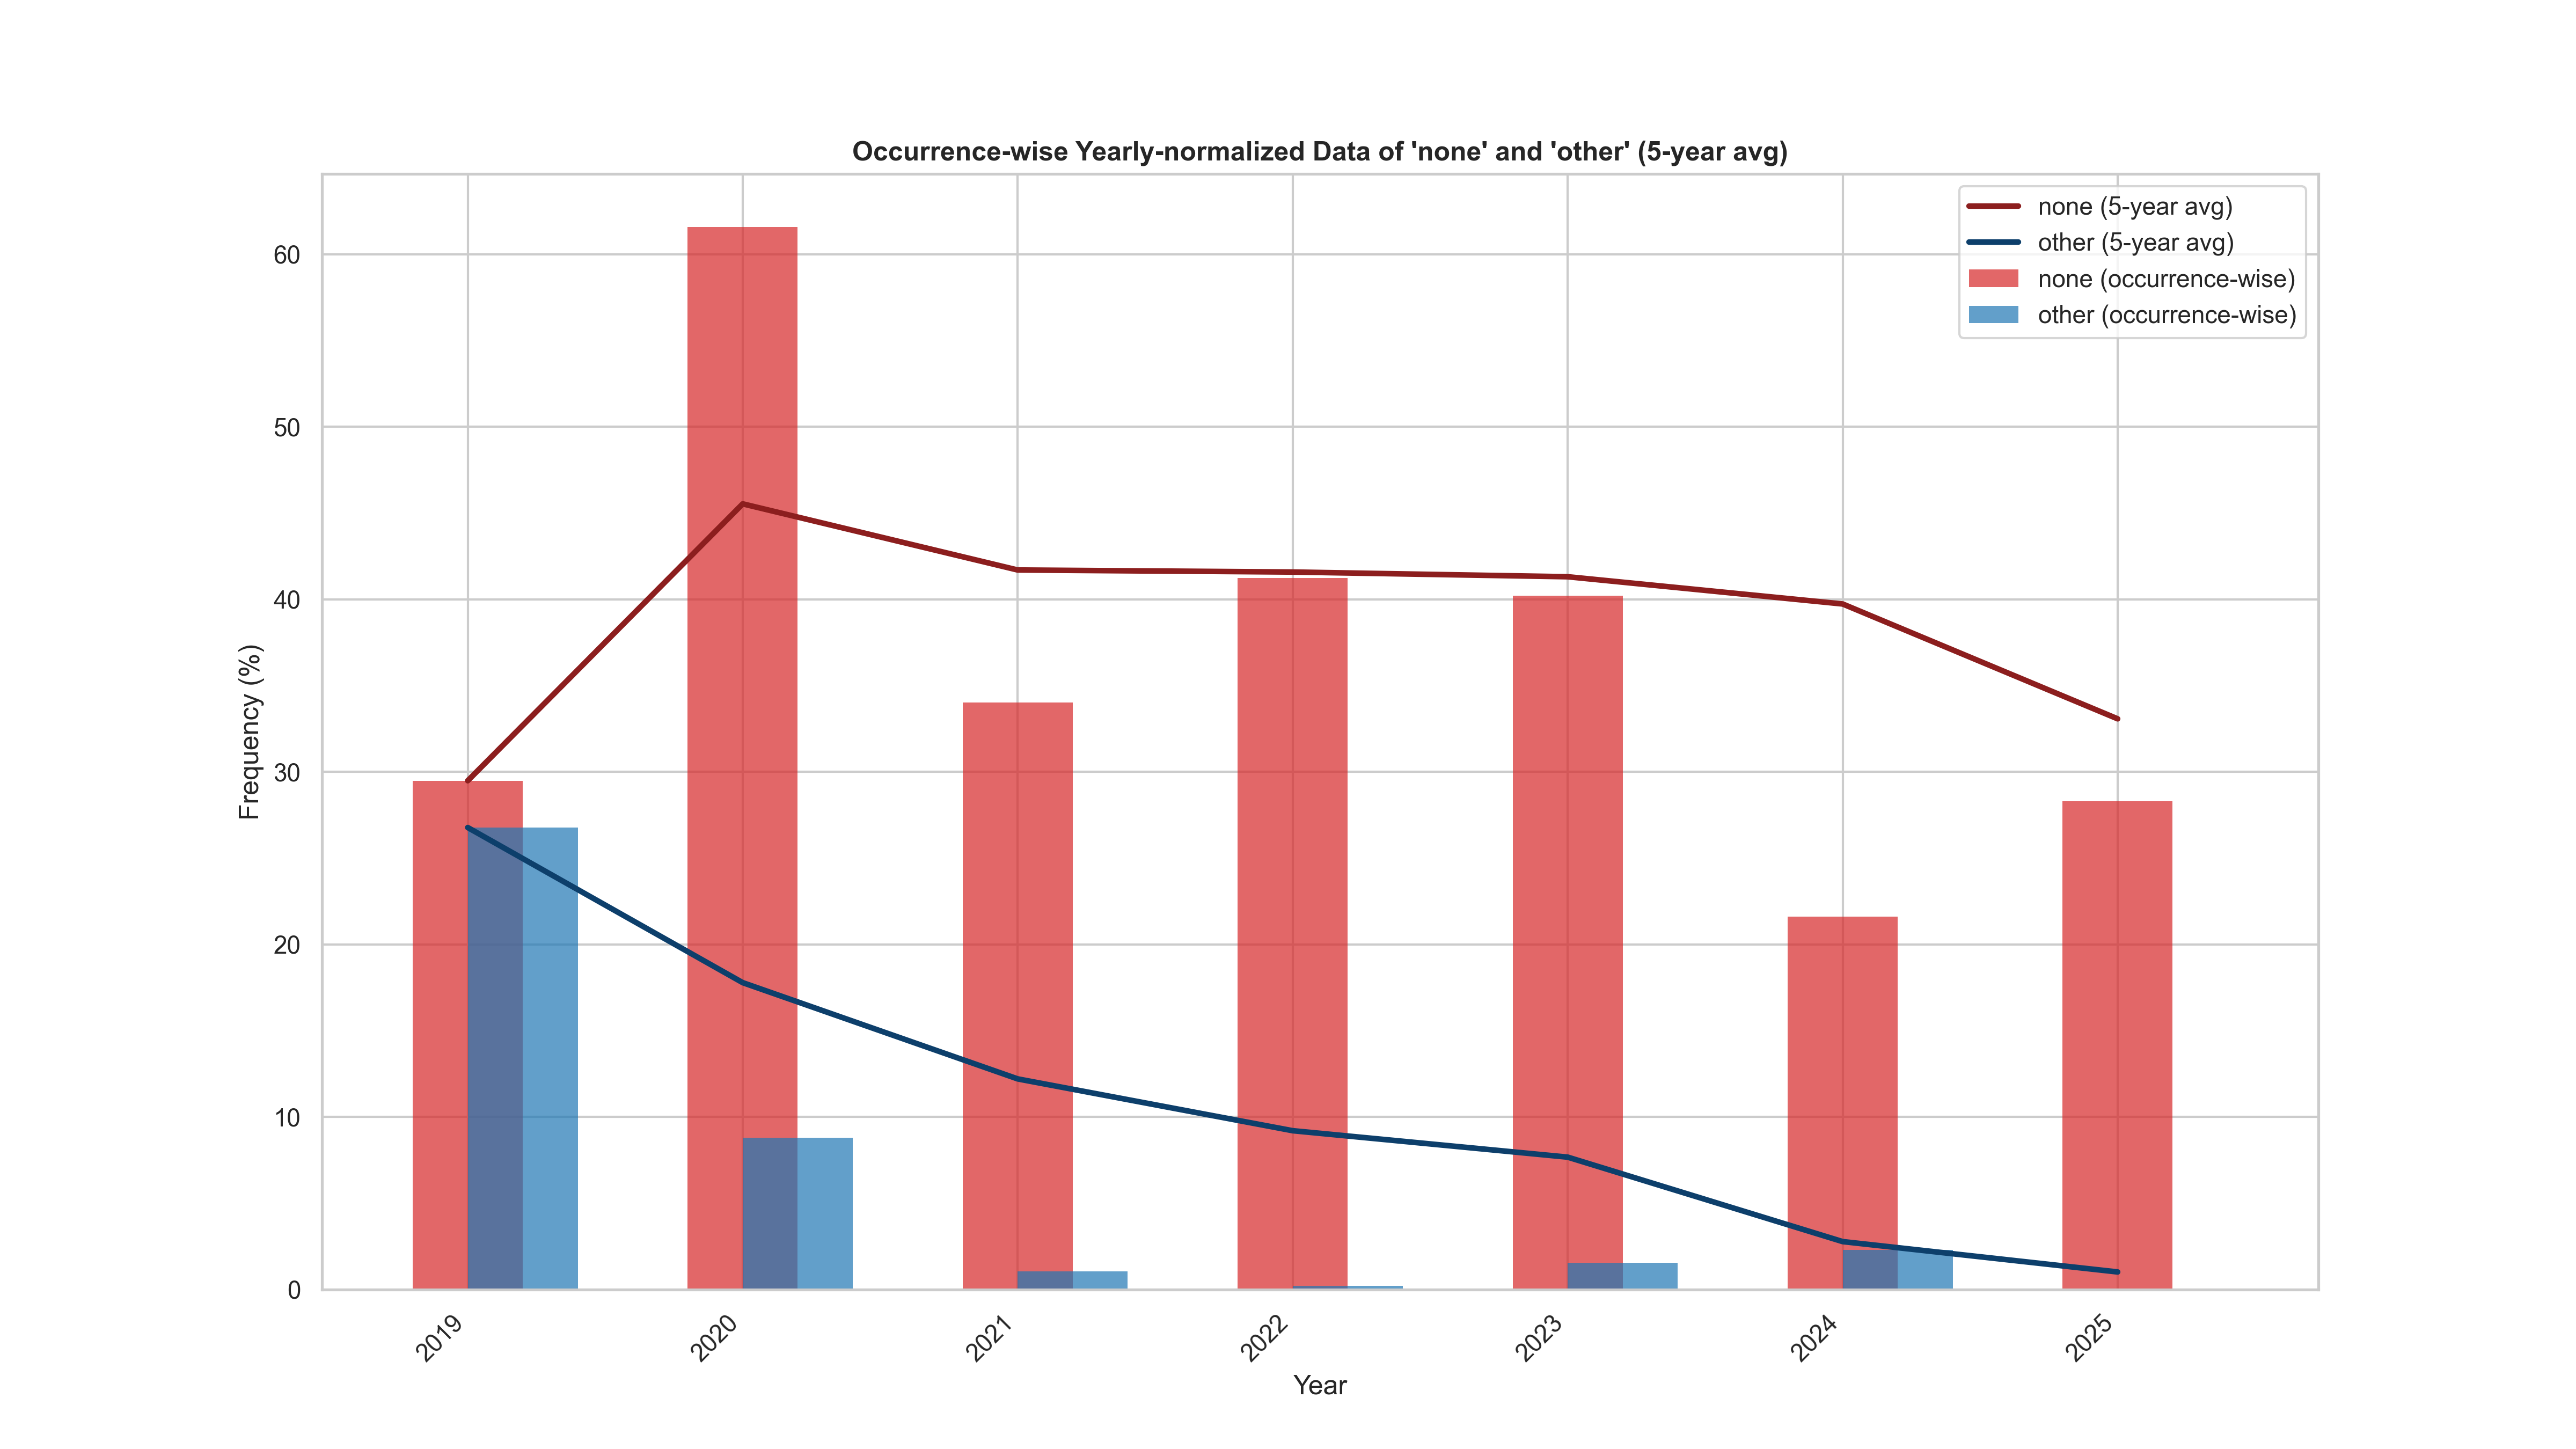 Occurrence-wise Yearly-normalized Data of 'none' and 'other' (5-year avg)
none (5-year avg)
other (5-year avg)
none (occurrence-wise)
other (occurrence-wise)
Frequency (%)
60
50
40
30
20
10
0
2019
2020
2021
2022
2023
2024
2025
Year